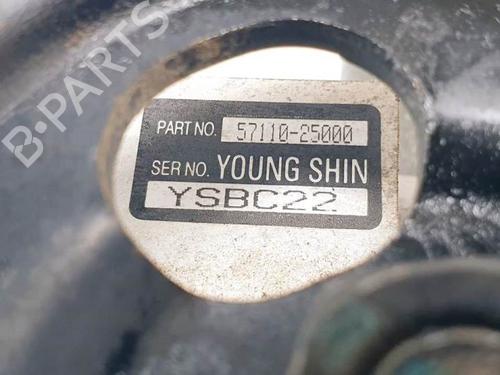 B-PARTS
PART NO. 57110-25000
SER NO. YOUNG SHIN
YSBC22